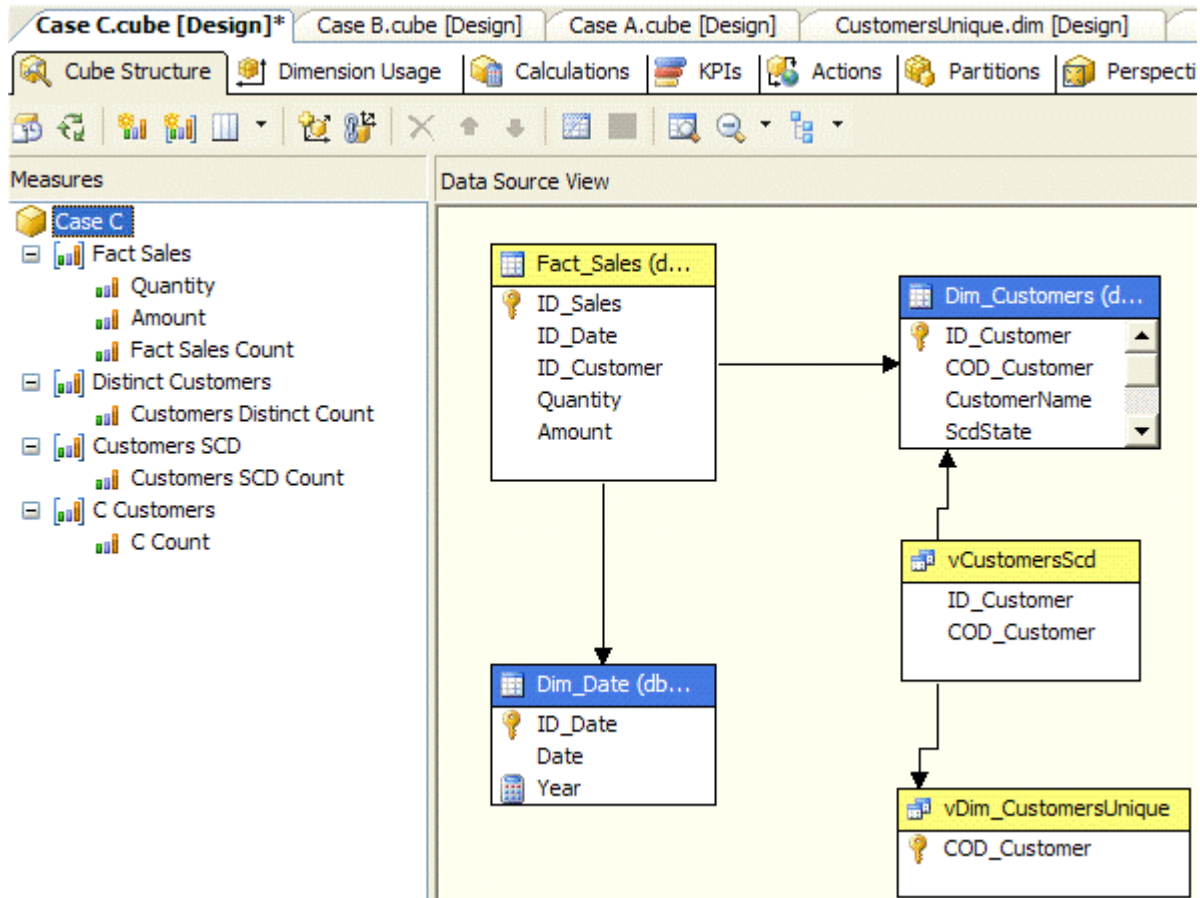 Case C.cube [Design]* Case B.cube [Design] Case A.cube [Design] CustomersUnique.dim [Design]
Cube Structure Dimension Usage Calculations KPIs Actions Partitions Perspecti
Measures
Case C
Fact Sales
Quantity
Amount
Fact Sales Count
Distinct Customers
Customers Distinct Count
Customers SCD
Customers SCD Count
C Customers
C Count
Data Source View
Fact_Sales (d...
ID_Sales
ID_Date
ID_Customer
Quantity
Amount
Dim_Customers (d...
ID_Customer
COD_Customer
CustomerName
ScdState
vCustomersScd
ID_Customer
COD_Customer
Dim_Date (db...
ID_Date
Date
Year
vDim_CustomersUnique
COD_Customer